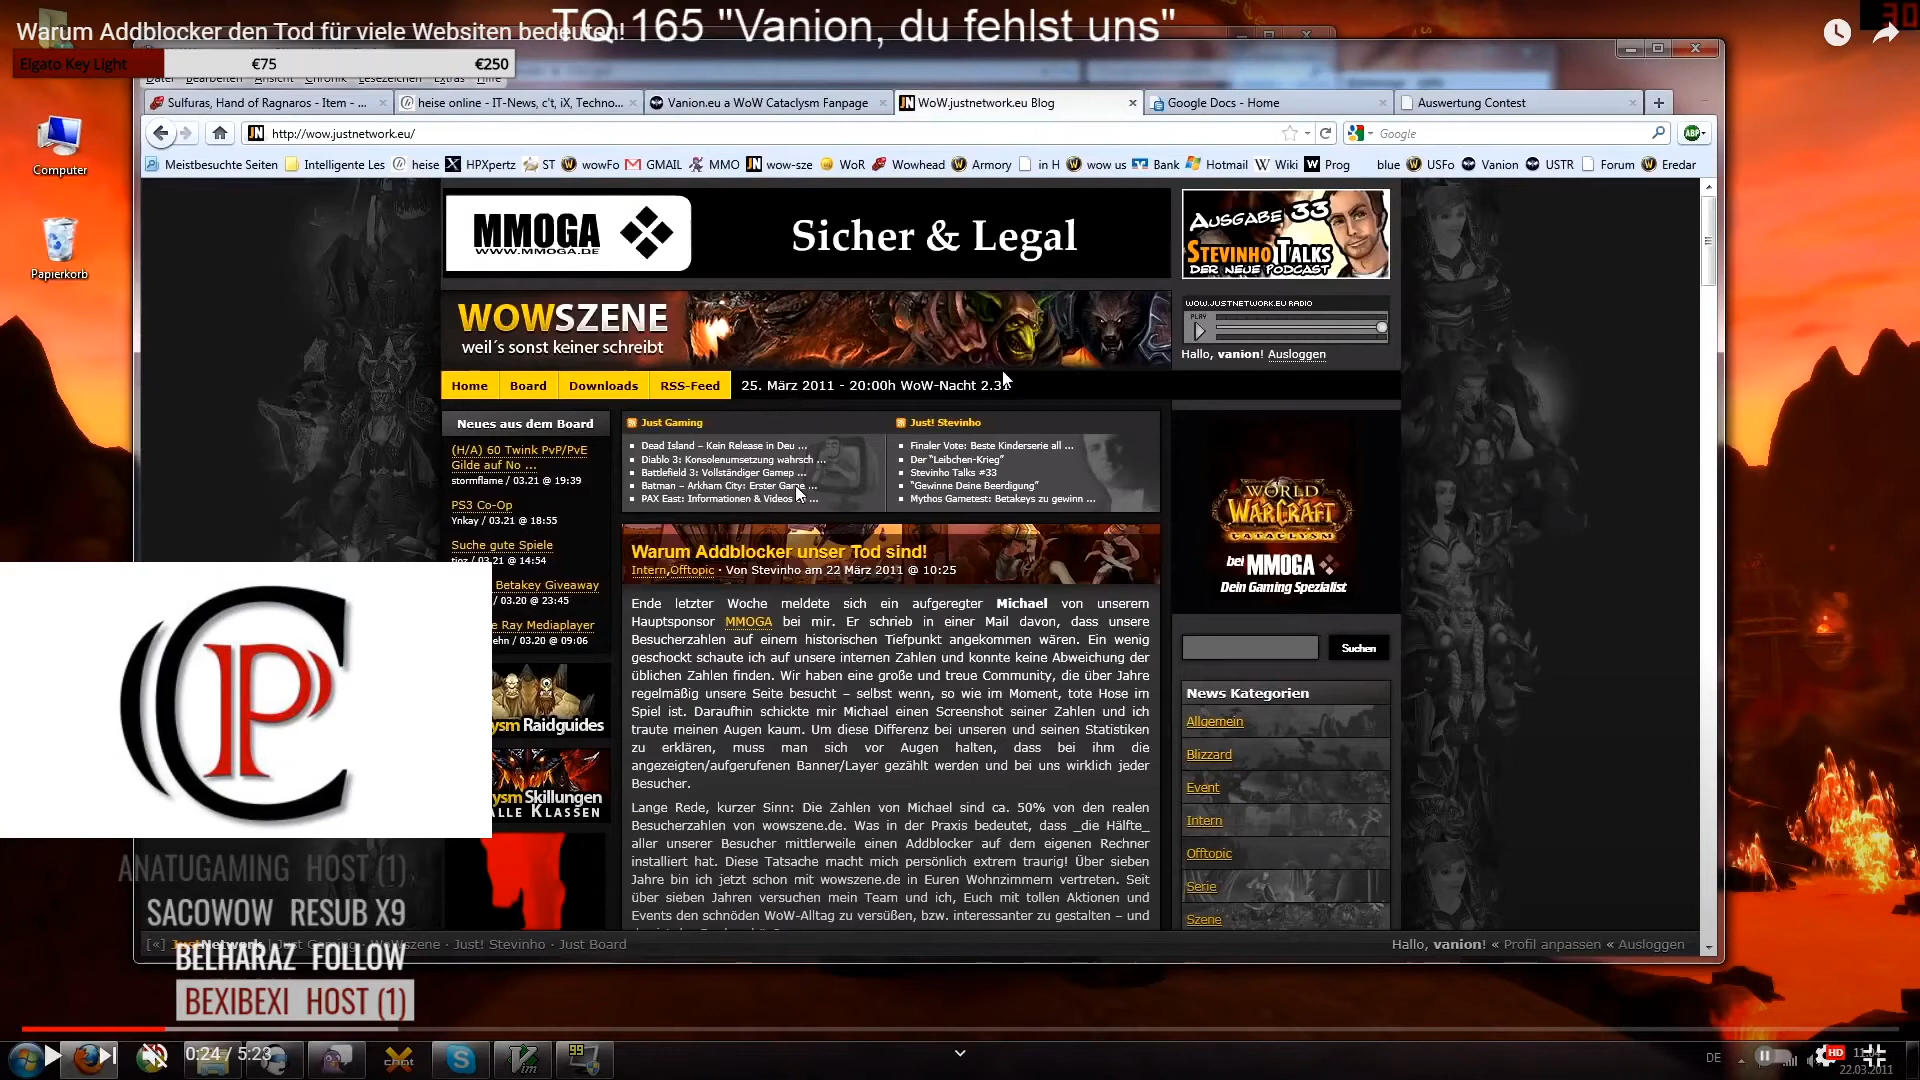 Warum Addblocker den Tod für viele Websiten bedeuten!
TQ 165 "Vanion, du fehlst uns"
30
Elgato Key Light €75 €250
Datei Bearbeiten Ansicht Chronik Lesezeichen Extras Hilfe
Sulfuras, Hand of Ragnaros - Item - ...
heise online - IT-News, c't, iX, Techno...
Vanion.eu a WoW Cataclysm Fanpage
JN WoW.justnetwork.eu Blog
Google Docs - Home
Auswertung Contest
JN http://wow.justnetwork.eu/
Google
ABP
Meistbesuchte Seiten Intelligente Les heise HPXpertz ST wowFo GMAIL MMO wow-sze WoR Wowhead Armory in H wow us Bank Hotmail Wiki Prog blue USFo Vanion USTR Forum Eredar
Computer
Papierkorb
MMOGA
WWW.MMOGA.DE
Sicher & Legal
AUSGABE 33
STEVINHO TALKS
DER NEUE PODCAST
WOWSZENE
weil´s sonst keiner schreibt
WOW.JUSTNETWORK.EU RADIO
PLAY
Hallo, vanion! Ausloggen
Home Board Downloads RSS-Feed 25. März 2011 - 20:00h WoW-Nacht 2.31
Neues aus dem Board
(H/A) 60 Twink PvP/PvE
Gilde auf No ...
stormflame / 03.21 @ 19:39
PS3 Co-Op
Ynkay / 03.21 @ 18:55
Suche gute Spiele
/ 03.21 @ 14:54
Betakey Giveaway
/ 03.20 @ 23:45
Ray Mediaplayer
/ 03.20 @ 09:06
Raidguides
Skillungen
ALLE KLASSEN
Just Gaming
Dead Island – Kein Release in Deu ...
Diablo 3: Konsolenumsetzung wahrsch ...
Battlefield 3: Vollständiger Gamep ...
Batman – Arkham City: Erster Game ...
PAX East: Informationen & Videos ...
Just! Stevinho
Finaler Vote: Beste Kinderserie all ...
Der "Leibchen-Krieg"
Stevinho Talks #33
"Gewinne Deine Beerdigung"
Mythos Gametest: Betakeys zu gewinn ...
Warum Addblocker unser Tod sind!
Intern,Offtopic · Von Stevinho am 22 März 2011 @ 10:25
Ende letzter Woche meldete sich ein aufgeregter Michael von unserem
Hauptsponsor MMOGA bei mir. Er schrieb in einer Mail davon, dass unsere
Besucherzahlen auf einem historischen Tiefpunkt angekommen wären. Ein wenig
geschockt schaute ich auf unsere internen Zahlen und konnte keine Abweichung der
üblichen Zahlen finden. Wir haben eine große und treue Community, die über Jahre
regelmäßig unsere Seite besucht – selbst wenn, so wie im Moment, tote Hose im
Spiel ist. Daraufhin schickte mir Michael einen Screenshot seiner Zahlen und ich
traute meinen Augen kaum. Um diese Differenz bei unseren und seinen Statistiken
zu erklären, muss man sich vor Augen halten, dass bei ihm die
angezeigten/aufgerufenen Banner/Layer gezählt werden und bei uns wirklich jeder
Besucher.
Lange Rede, kurzer Sinn: Die Zahlen von Michael sind ca. 50% von den realen
Besucherzahlen von wowszene.de. Was in der Praxis bedeutet, dass _die Hälfte_
aller unserer Besucher mittlerweile einen Addblocker auf dem eigenen Rechner
installiert hat. Diese Tatsache macht mich persönlich extrem traurig! Über sieben
Jahre bin ich jetzt schon mit wowszene.de in Euren Wohnzimmern vertreten. Seit
über sieben Jahren versuchen mein Team und ich, Euch mit tollen Aktionen und
Events den schnöden WoW-Alltag zu versüßen, bzw. interessanter zu gestalten – und
WORLD
WARCRAFT
CATACLYSM
bei MMOGA
Dein Gaming Spezialist
Suchen
News Kategorien
Allgemein
Blizzard
Event
Intern
Offtopic
Serie
Szene
CP
ANATUGAMING HOST (1)
SACOWOW RESUB X9
BELHARAZ FOLLOW
BEXIBEXI HOST (1)
[«] JustNetwork | Just Gaming · WoWszene · Just! Stevinho · Just Board
Hallo, vanion! « Profil anpassen « Ausloggen
0:24 / 5:23
99
DE
HD
22.03.2011